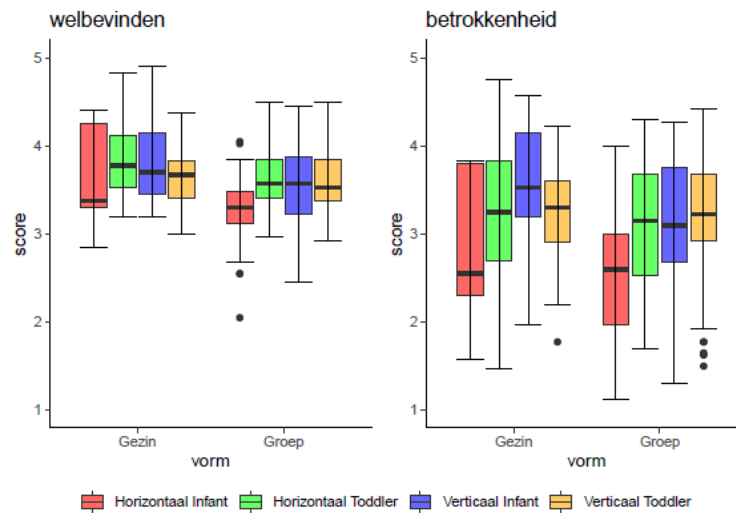 welbevinden
5
4
3
2
1
score
Gezin
Groep
vorm
betrokkenheid
5
4
3
2
1
score
Gezin
Groep
vorm
Horizontaal Infant Horizontaal Toddler Verticaal Infant Verticaal Toddler